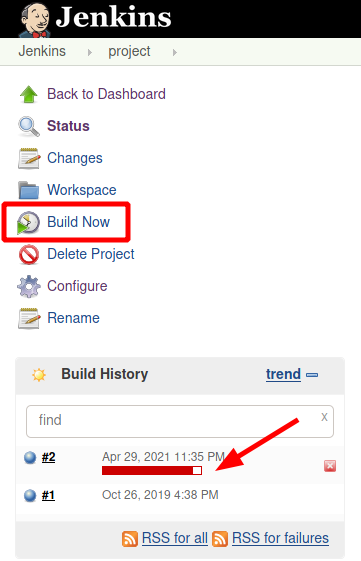 Jenkins
Jenkins project
Back to Dashboard
Status
Changes
Workspace
Build Now
Delete Project
Configure
Rename
Build History trend
find x
#2 Apr 29, 2021 11:35 PM
#1 Oct 26, 2019 4:38 PM
RSS for all RSS for failures